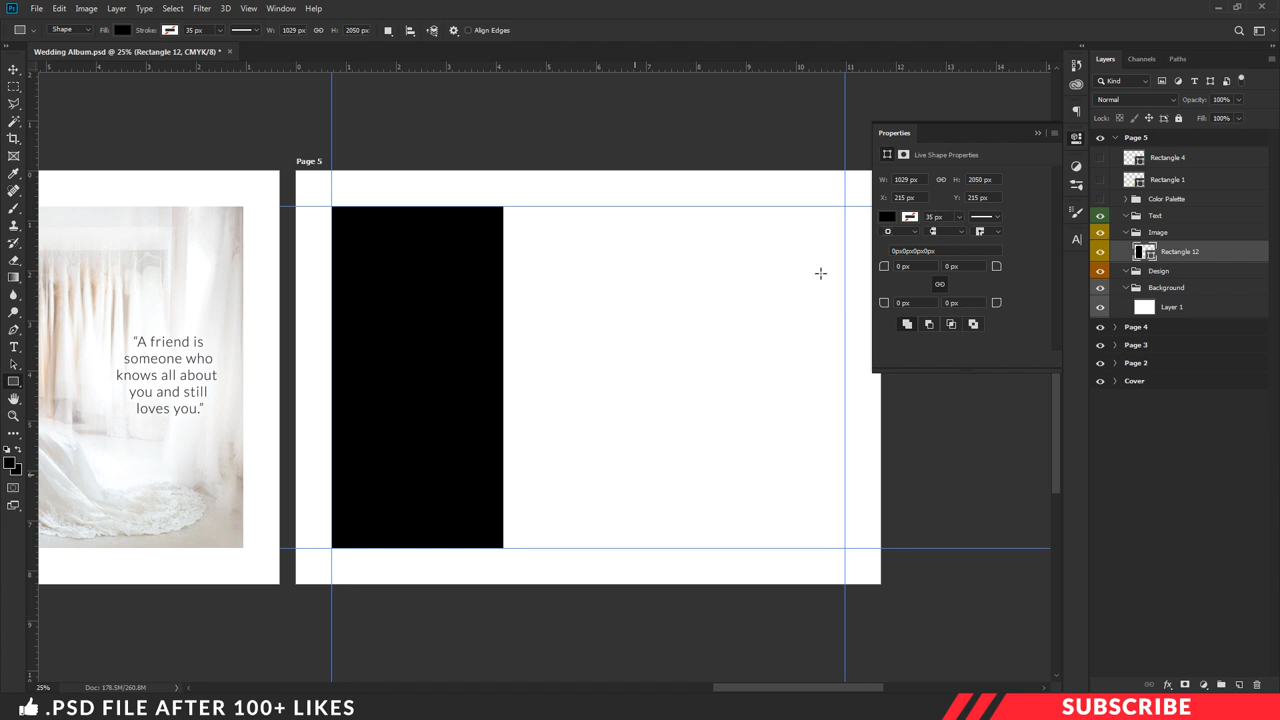 Ps File Edit Image Layer Type Select Filter 3D View Window Help
Shape Fill: Stroke: 35 px W: 1029 px H: 2050 px Align Edges
Wedding Album.psd @ 25% (Rectangle 12, CMYK/8) *
Page 5
"A friend is
someone who
knows all about
you and still
loves you."
Properties
Live Shape Properties
W: 1029 px H: 2050 px
X: 215 px Y: 215 px
35 px
0px0px0px0px
0 px 0 px
0 px 0 px
Layers Channels Paths
Kind
Normal Opacity: 100%
Lock: Fill: 100%
Page 5
Rectangle 4
Rectangle 1
Color Palette
Text
Image
Rectangle 12
Design
Background
Layer 1
Page 4
Page 3
Page 2
Cover
25% Doc: 178.5M/260.8M
.PSD FILE AFTER 100+ LIKES
SUBSCRIBE